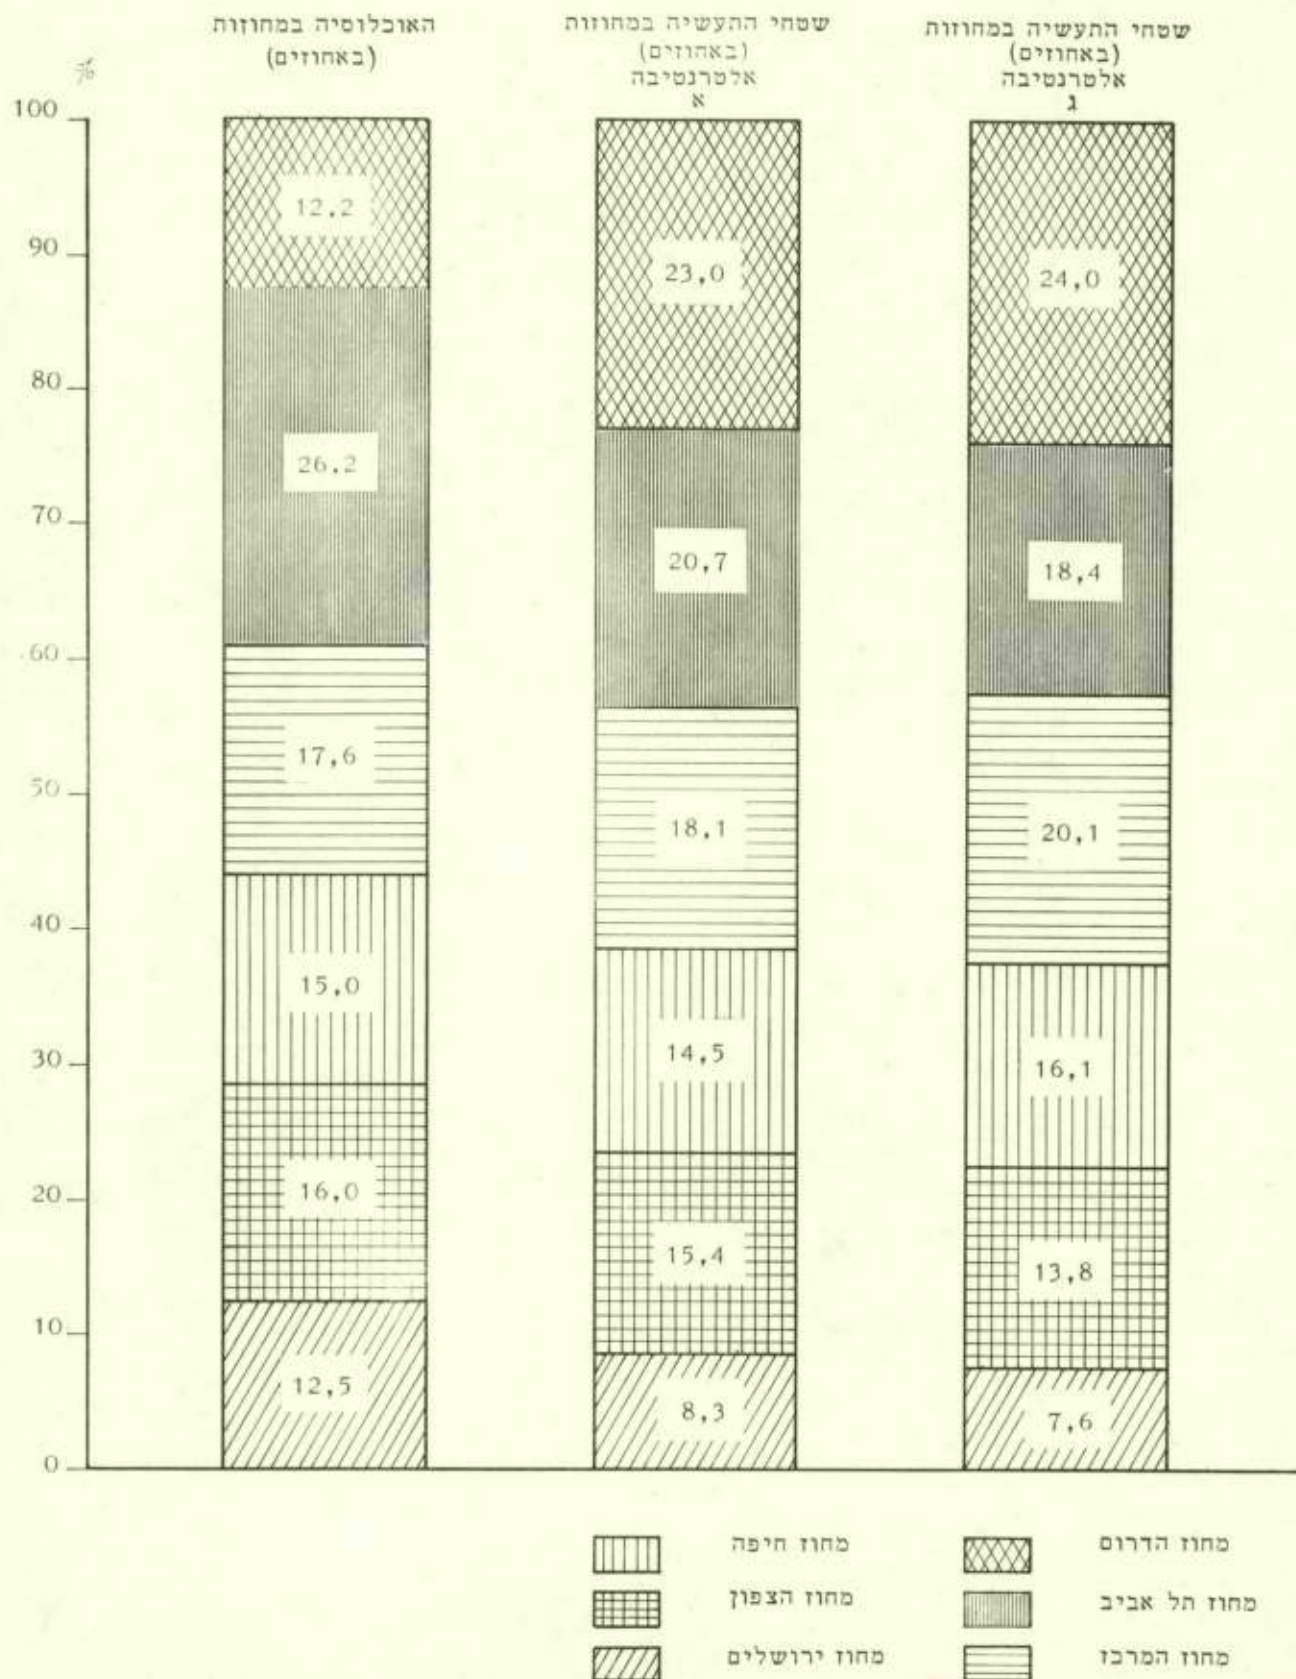 האוכלוסיה במחוזות
(באחוזים)
שטחי התעשיה במחוזות
(באחוזים)
אלטרנטיבה
א
שטחי התעשיה במחוזות
(באחוזים)
אלטרנטיבה
ג
%
100
90
80
70
60
50
40
30
20
10
0
12,2
26,2
17,6
15,0
16,0
12,5
23,0
20,7
18,1
14,5
15,4
8,3
24,0
18,4
20,1
16,1
13,8
7,6
מחוז הדרום
מחוז תל אביב
מחוז המרכז
מחוז חיפה
מחוז הצפון
מחוז ירושלים